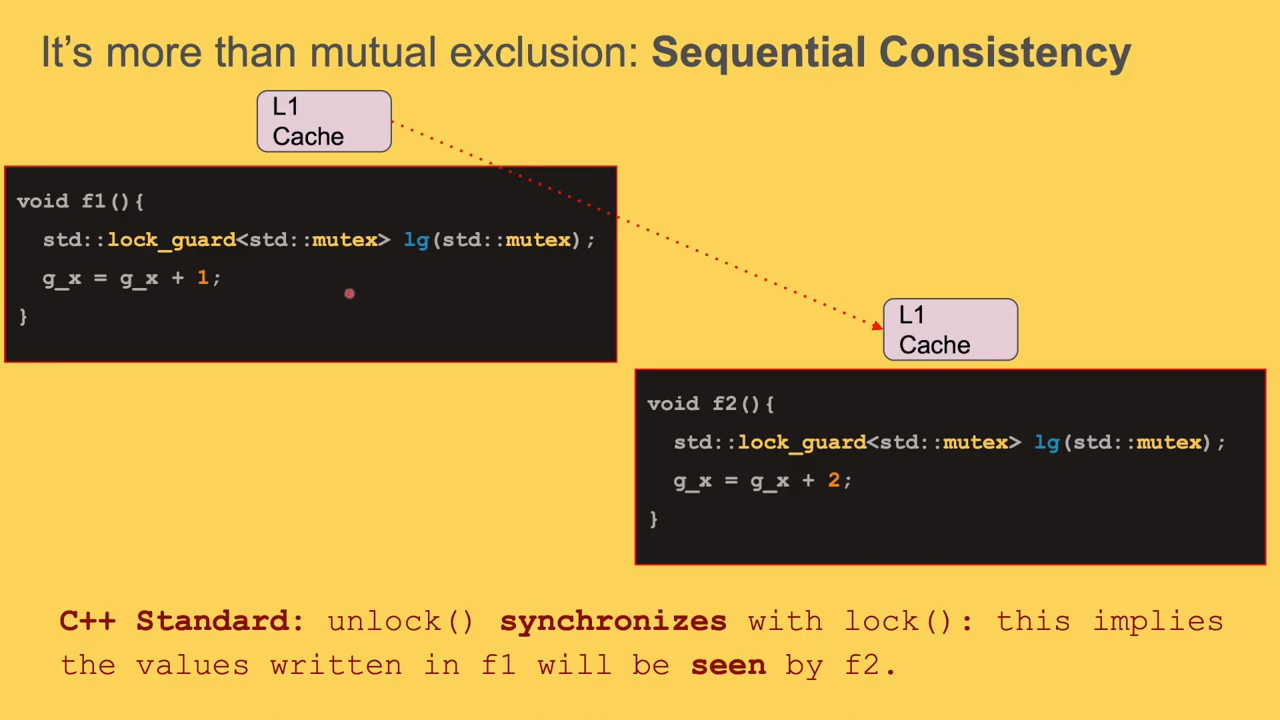 It's more than mutual exclusion: Sequential Consistency
L1
Cache
void f1(){
std::lock_guard<std::mutex> lg(std::mutex);
g_x = g_x + 1;
}
L1
Cache
void f2(){
std::lock_guard<std::mutex> lg(std::mutex);
g_x = g_x + 2;
}
C++ Standard: unlock() synchronizes with lock(): this implies
the values written in f1 will be seen by f2.